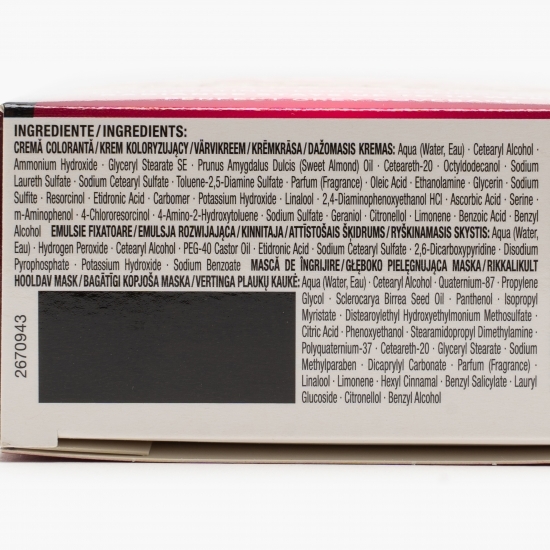 INGREDIENTE/INGREDIENTS:
CREMĂ COLORANTĂ/KREM KOLORYZUJĄCY/VÄRVIKREEM/KRĒMKRĀSA/DAŽOMASIS KREMAS: Aqua (Water, Eau) · Cetearyl Alcohol ·
Ammonium Hydroxide · Glyceryl Stearate SE · Prunus Amygdalus Dulcis (Sweet Almond) Oil · Ceteareth-20 · Octyldodecanol · Sodium
Laureth Sulfate · Sodium Cetearyl Sulfate · Toluene-2,5-Diamine Sulfate · Parfum (Fragrance) · Oleic Acid · Ethanolamine · Glycerin · Sodium
Sulfite · Resorcinol · Etidronic Acid · Carbomer · Potassium Hydroxide · Linalool · 2,4-Diaminophenoxyethanol HCl · Ascorbic Acid · Serine ·
m-Aminophenol · 4-Chlororesorcinol · 4-Amino-2-Hydroxytoluene · Sodium Sulfate · Geraniol · Citronellol · Limonene · Benzoic Acid · Benzyl
Alcohol EMULSIE FIXATOARE/EMULSJA ROZWIJAJĄCA/KINNITAJA/ATTĪSTOŠAIS ŠĶIDRUMS/RYŠKINAMASIS SKYSTIS: Aqua (Water,
Eau) · Hydrogen Peroxide · Cetearyl Alcohol · PEG-40 Castor Oil · Etidronic Acid · Sodium Cetearyl Sulfate · 2,6-Dicarboxypyridine · Disodium
Pyrophosphate · Potassium Hydroxide · Sodium Benzoate MASCĂ DE ÎNGRIJIRE/GŁĘBOKO PIELĘGNUJĄCA MASKA/RIKKALIKULT
HOOLDAV MASK/BAGĀTĪGI KOPJOŠA MASKA/VERTINGA PLAUKŲ KAUKĖ: Aqua (Water, Eau) · Cetearyl Alcohol · Quaternium-87 · Propylene
Glycol · Sclerocarya Birrea Seed Oil · Panthenol · Isopropyl
Myristate · Distearoylethyl Hydroxyethylmonium Methosulfate ·
Citric Acid · Phenoxyethanol · Stearamidopropyl Dimethylamine ·
Polyquaternium-37 · Ceteareth-20 · Glyceryl Stearate · Sodium
Methylparaben · Dicaprylyl Carbonate · Parfum (Fragrance) ·
Linalool · Limonene · Hexyl Cinnamal · Benzyl Salicylate · Lauryl
Glucoside · Citronellol · Benzyl Alcohol
2670943